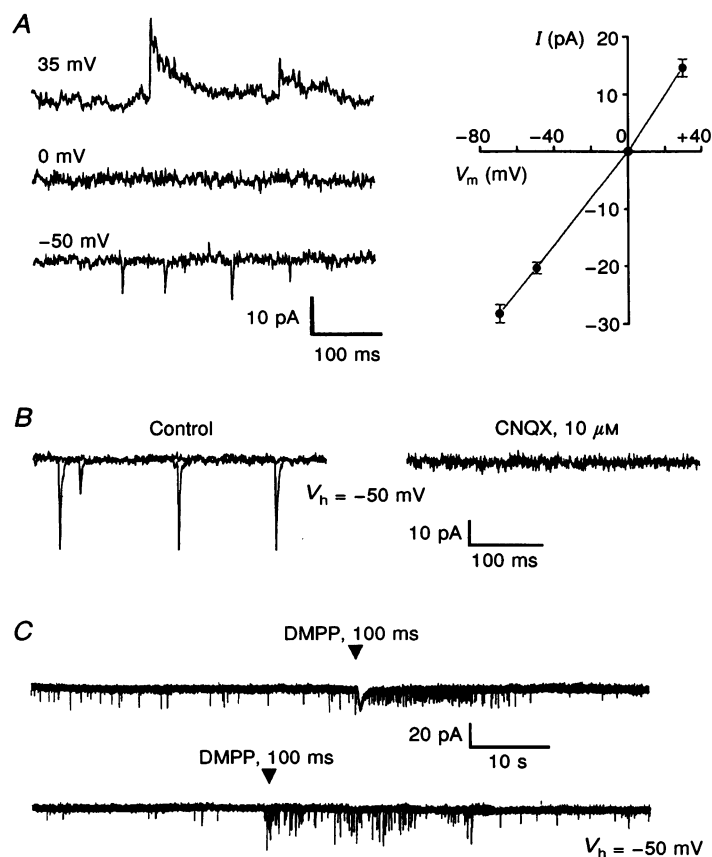 A
35 mV
0 mV
−50 mV
10 pA
100 ms
I (pA)
20
10
−80
−40
0
+40
Vm (mV)
−10
−20
−30
B
Control
CNQX, 10 μM
Vh = −50 mV
10 pA
100 ms
C
DMPP, 100 ms
20 pA
10 s
DMPP, 100 ms
Vh = −50 mV